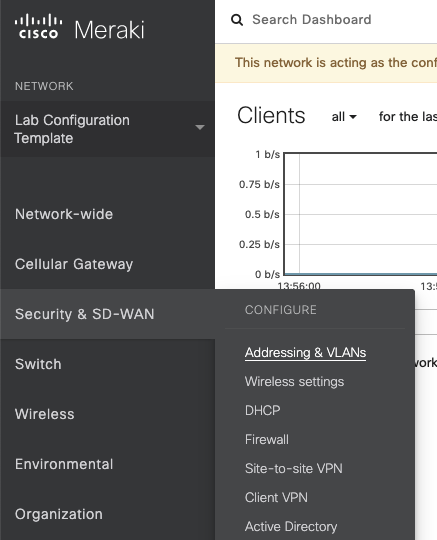 cisco Meraki
NETWORK
Lab Configuration
Template
Network-wide
Cellular Gateway
Security & SD-WAN
Switch
Wireless
Environmental
Organization
Search Dashboard
This network is acting as the conf
Clients all for the las
1 b/s
0.75 b/s
0.5 b/s
0.25 b/s
0 b/s
13:56:00 13:5
CONFIGURE
Addressing & VLANs
Wireless settings
DHCP
Firewall
Site-to-site VPN
Client VPN
Active Directory
work